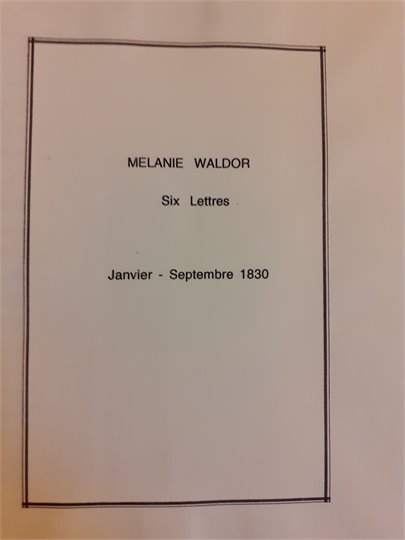 MELANIE WALDOR
Six Lettres
Janvier - Septembre 1830